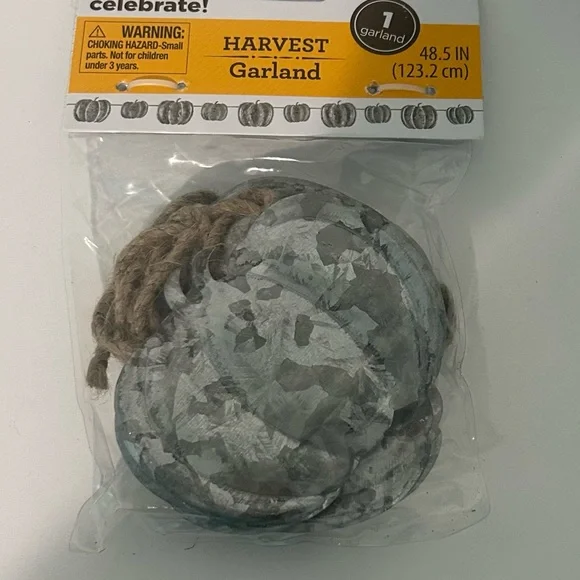 celebrate!
WARNING:
CHOKING HAZARD-Small
parts. Not for children
under 3 years.
HARVEST
Garland
1
garland
48.5 IN
(123.2 cm)